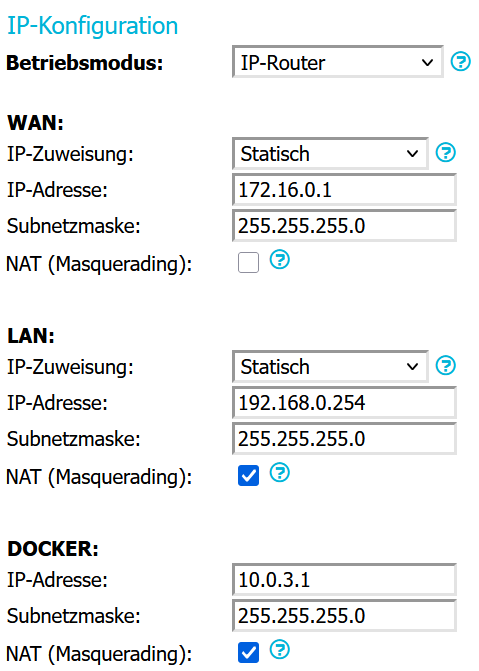 IP-Konfiguration
Betriebsmodus: IP-Router ?
WAN:
IP-Zuweisung: Statisch ?
IP-Adresse: 172.16.0.1
Subnetzmaske: 255.255.255.0
NAT (Masquerading): ?
LAN:
IP-Zuweisung: Statisch ?
IP-Adresse: 192.168.0.254
Subnetzmaske: 255.255.255.0
NAT (Masquerading): ?
DOCKER:
IP-Adresse: 10.0.3.1
Subnetzmaske: 255.255.255.0
NAT (Masquerading): ?